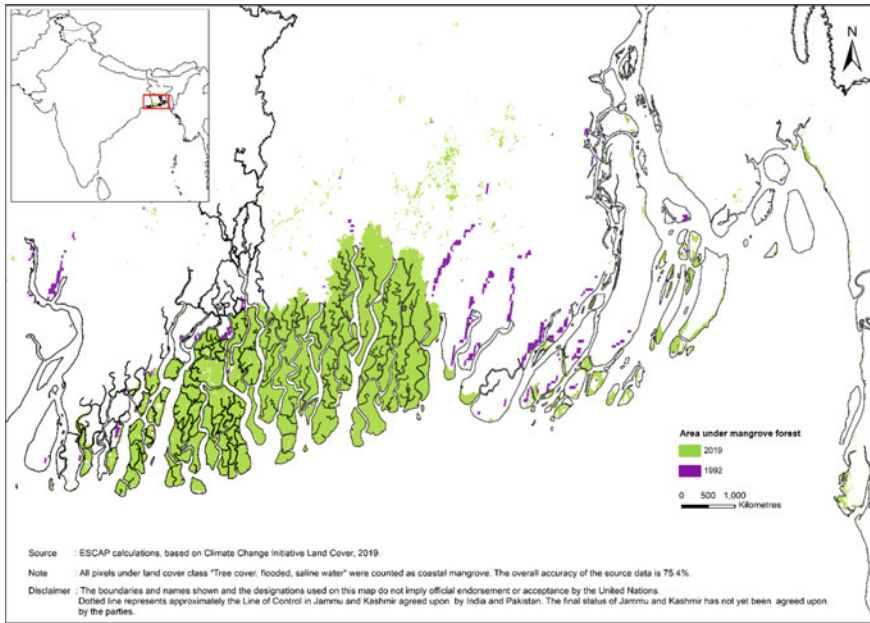 N
Area under mangrove forest
2019
1992
0 500 1,000
Kilometres
Source : ESCAP calculations, based on Climate Change Initiative Land Cover, 2019.
Note : All pixels under land cover class "Tree cover, flooded, saline water" were counted as coastal mangrove. The overall accuracy of the source data is 75.4%.
Disclaimer : The boundaries and names shown and the designations used on this map do not imply official endorsement or acceptance by the United Nations.
Dotted line represents approximately the Line of Control in Jammu and Kashmir agreed upon by India and Pakistan. The final status of Jammu and Kashmir has not yet been agreed upon
by the parties.